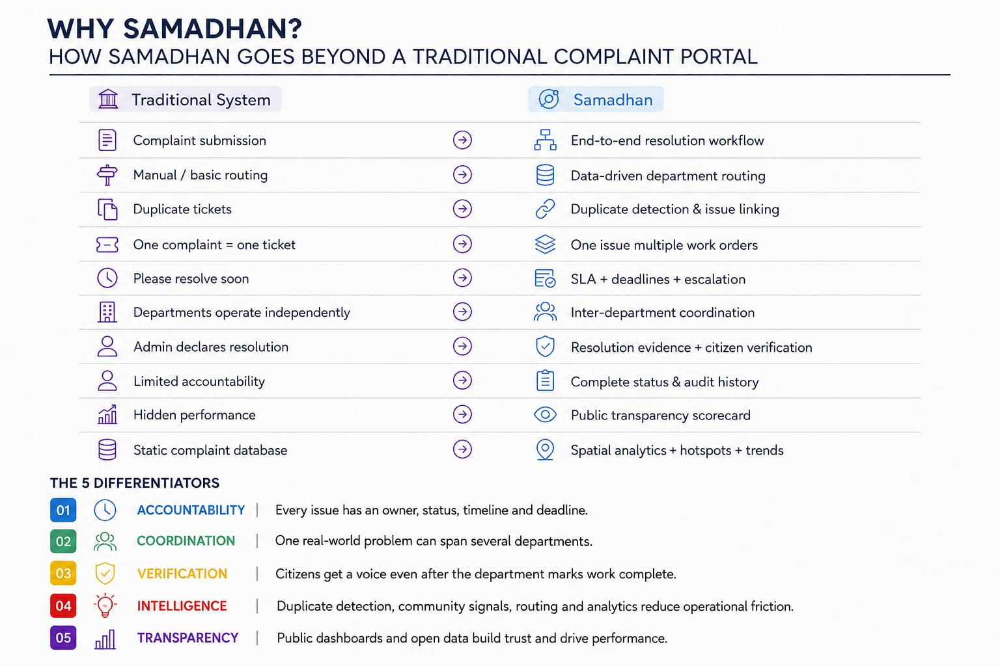 WHY SAMADHAN?
HOW SAMADHAN GOES BEYOND A TRADITIONAL COMPLAINT PORTAL
Traditional System
Samadhan
Complaint submission
End-to-end resolution workflow
Manual / basic routing
Data-driven department routing
Duplicate tickets
Duplicate detection & issue linking
One complaint = one ticket
One issue multiple work orders
Please resolve soon
SLA + deadlines + escalation
Departments operate independently
Inter-department coordination
Admin declares resolution
Resolution evidence + citizen verification
Limited accountability
Complete status & audit history
Hidden performance
Public transparency scorecard
Static complaint database
Spatial analytics + hotspots + trends
THE 5 DIFFERENTIATORS
01 ACCOUNTABILITY | Every issue has an owner, status, timeline and deadline.
02 COORDINATION | One real-world problem can span several departments.
03 VERIFICATION | Citizens get a voice even after the department marks work complete.
04 INTELLIGENCE | Duplicate detection, community signals, routing and analytics reduce operational friction.
05 TRANSPARENCY | Public dashboards and open data build trust and drive performance.